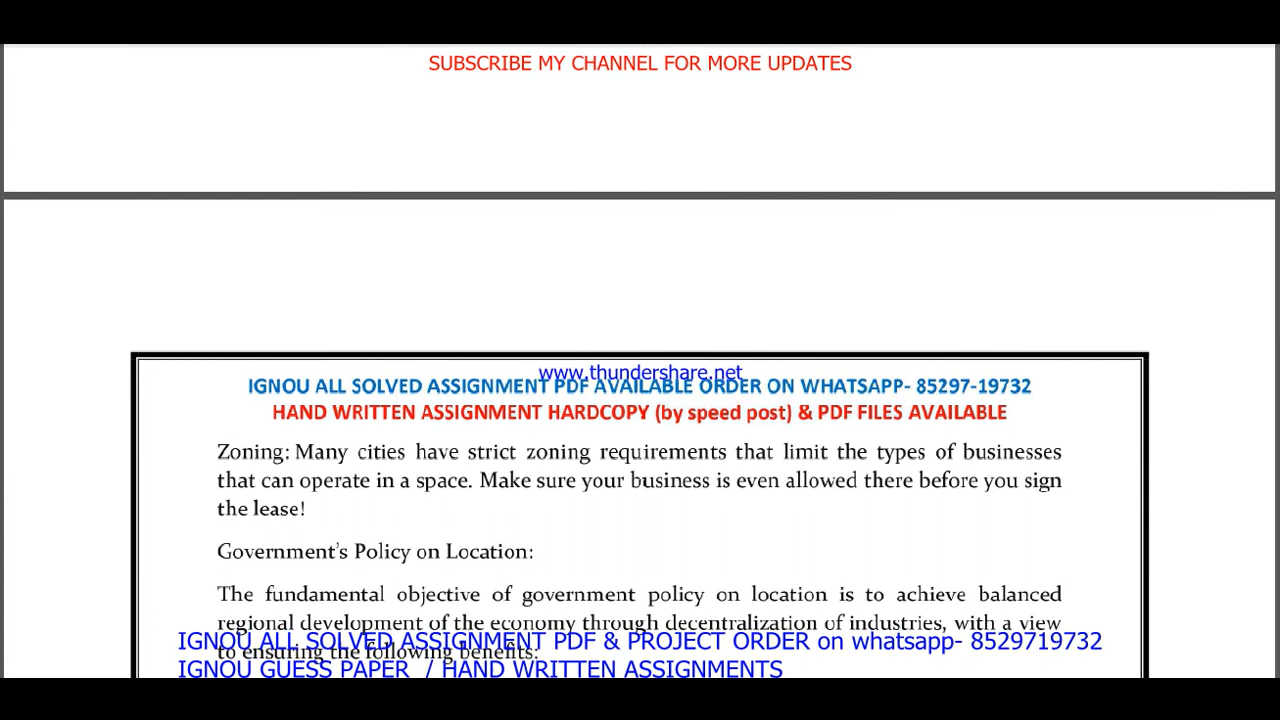 SUBSCRIBE MY CHANNEL FOR MORE UPDATES
www.thundershare.net
IGNOU ALL SOLVED ASSIGNMENT PDF AVAILABLE ORDER ON WHATSAPP- 85297-19732
HAND WRITTEN ASSIGNMENT HARDCOPY (by speed post) & PDF FILES AVAILABLE
Zoning: Many cities have strict zoning requirements that limit the types of businesses
that can operate in a space. Make sure your business is even allowed there before you sign
the lease!
Government's Policy on Location:
The fundamental objective of government policy on location is to achieve balanced
regional development of the economy through decentralization of industries, with a view
IGNOU ALL SOLVED ASSIGNMENT PDF & PROJECT ORDER on whatsapp- 8529719732
to ensuring the following benefits:
IGNOU GUESS PAPER / HAND WRITTEN ASSIGNMENTS